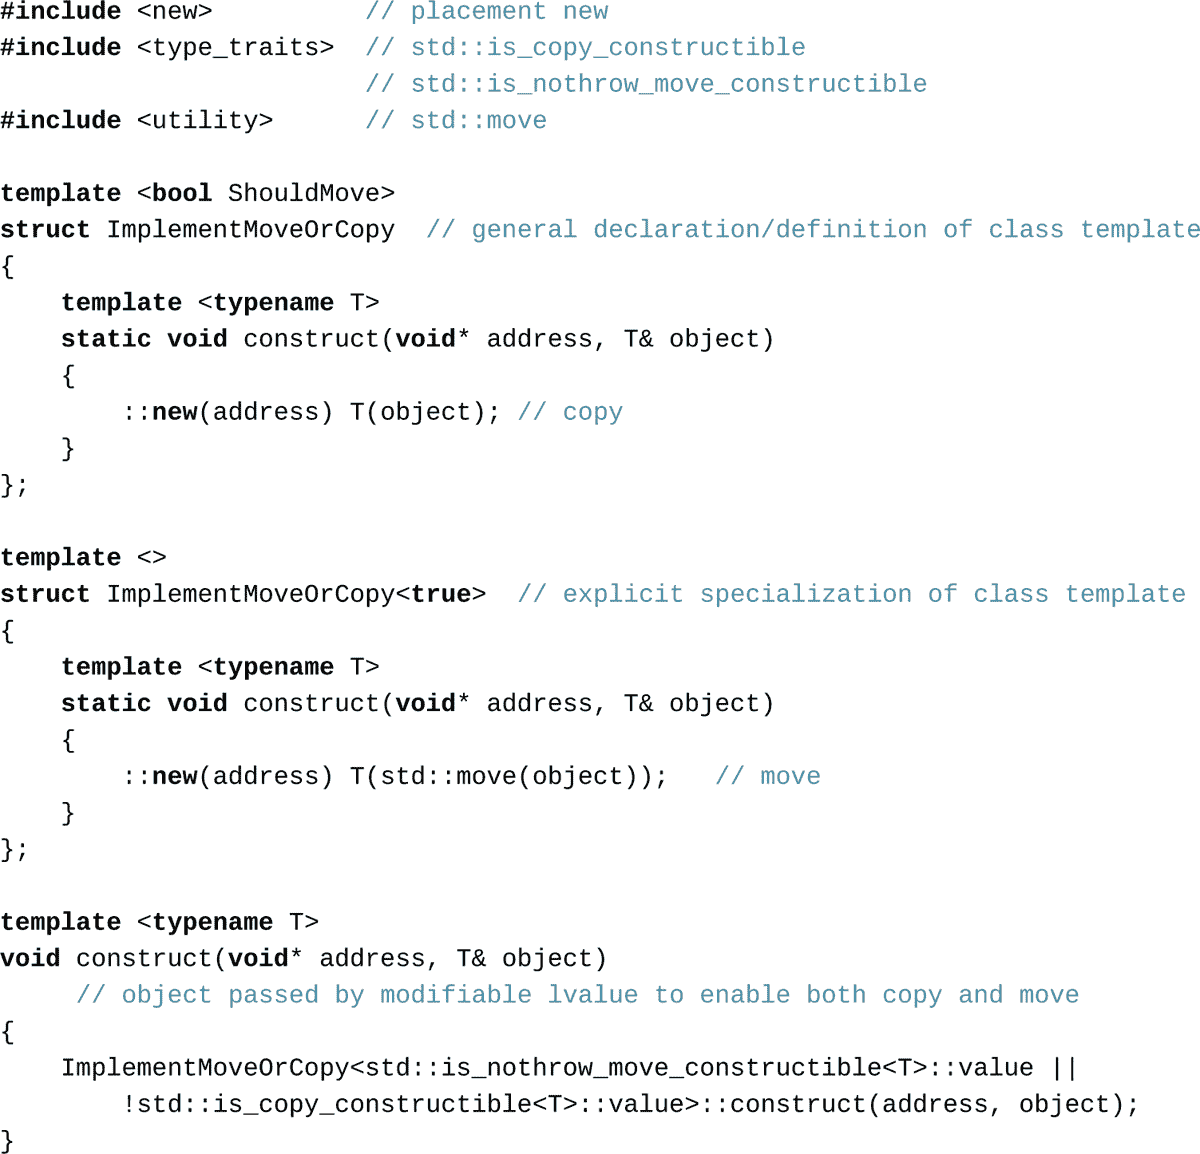 #include <new>          // placement new
#include <type_traits>  // std::is_copy_constructible
                        // std::is_nothrow_move_constructible
#include <utility>      // std::move

template <bool ShouldMove>
struct ImplementMoveOrCopy  // general declaration/definition of class template
{
    template <typename T>
    static void construct(void* address, T& object)
    {
        ::new(address) T(object); // copy
    }
};

template <>
struct ImplementMoveOrCopy<true>  // explicit specialization of class template
{
    template <typename T>
    static void construct(void* address, T& object)
    {
        ::new(address) T(std::move(object));   // move
    }
};

template <typename T>
void construct(void* address, T& object)
     // object passed by modifiable lvalue to enable both copy and move
{
    ImplementMoveOrCopy<std::is_nothrow_move_constructible<T>::value ||
        !std::is_copy_constructible<T>::value>::construct(address, object);
}